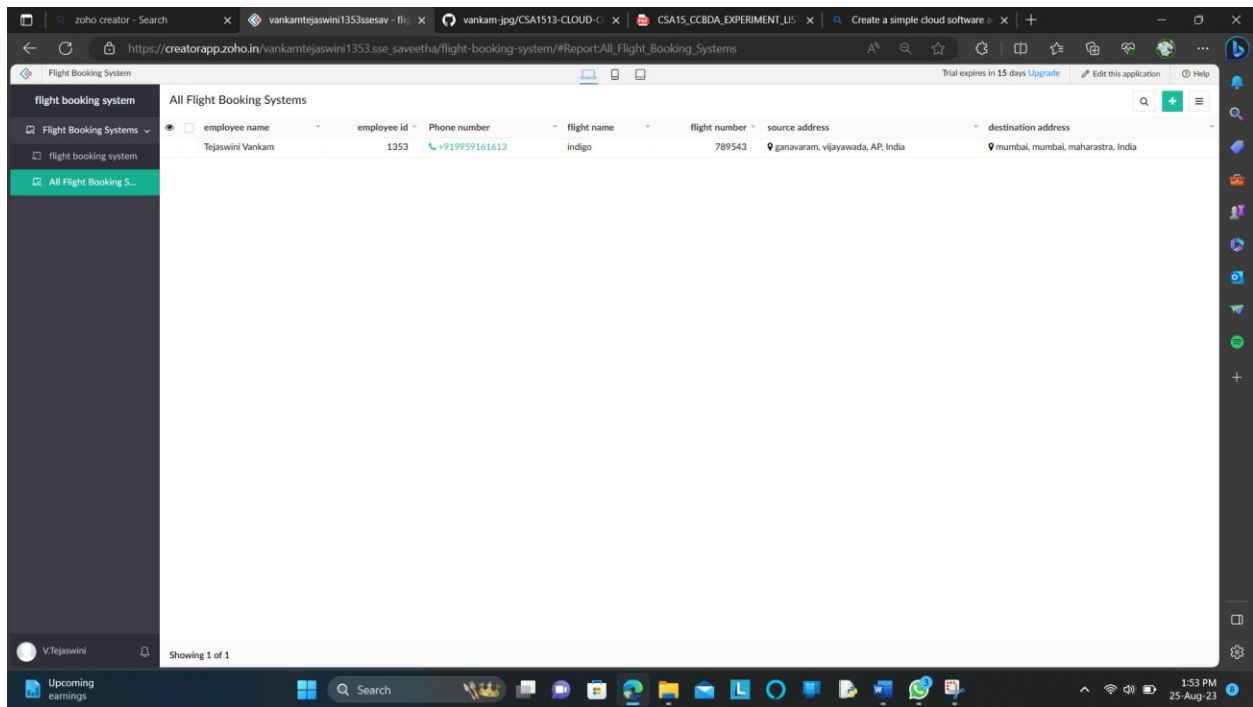 zoho creator - Search
vankamtejaswini1353ssesav - flig
vankam-jpg/CSA1513-CLOUD-C
CSA15_CCBDA_EXPERIMENT_LIS
Create a simple cloud software a
https://creatorapp.zoho.in/vankamtejaswini1353.sse_saveetha/flight-booking-system/#Report:All_Flight_Booking_Systems
Flight Booking System
Trial expires in 15 days Upgrade
Edit this application
Help
flight booking system
All Flight Booking Systems
Flight Booking Systems
employee name employee id Phone number flight name flight number source address destination address
flight booking system
Tejaswini Vankam 1353 +919959161613 indigo 789543 ganavaram, vijayawada, AP, India mumbai, mumbai, maharastra, India
All Flight Booking S...
V.Tejaswini
Showing 1 of 1
Upcoming
earnings
Search
1:53 PM
25-Aug-23
8